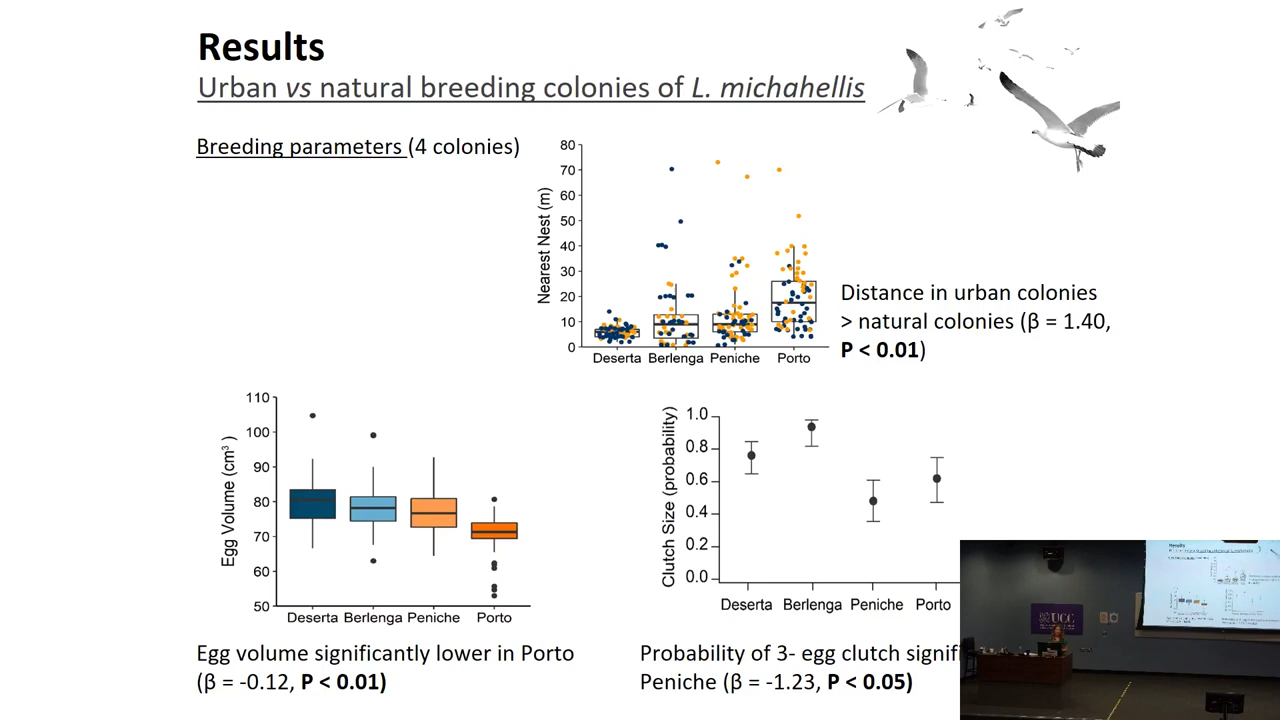 Results
Urban vs natural breeding colonies of L. michahellis
Breeding parameters (4 colonies)
80
70
60
50
40
30
20
10
0
Nearest Nest (m)
Deserta Berlenga Peniche Porto
Distance in urban colonies
> natural colonies (β = 1.40,
P < 0.01)
110
100
90
80
70
60
50
Egg Volume (cm³ )
Deserta Berlenga Peniche Porto
Egg volume significantly lower in Porto
(β = -0.12, P < 0.01)
1.0
0.8
0.6
0.4
0.2
0.0
Clutch Size (probability)
Deserta Berlenga Peniche Porto
Probability of 3- egg clutch signifi
Peniche (β = -1.23, P < 0.05)
UCC
Results